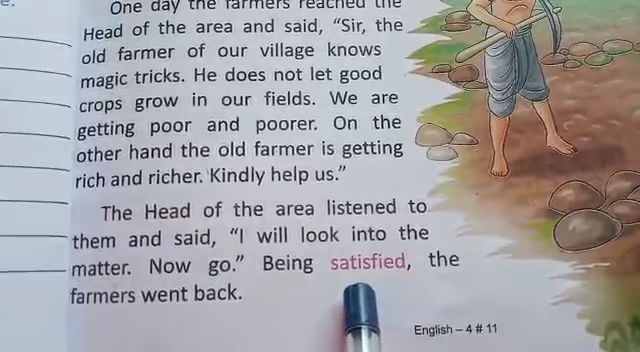 One day the farmers reached the
Head of the area and said, “Sir, the
old farmer of our village knows
magic tricks. He does not let good
crops grow in our fields. We are
getting poor and poorer. On the
other hand the old farmer is getting
rich and richer. Kindly help us.”
The Head of the area listened to
them and said, “I will look into the
matter. Now go.” Being satisfied, the
farmers went back.
English – 4 # 11